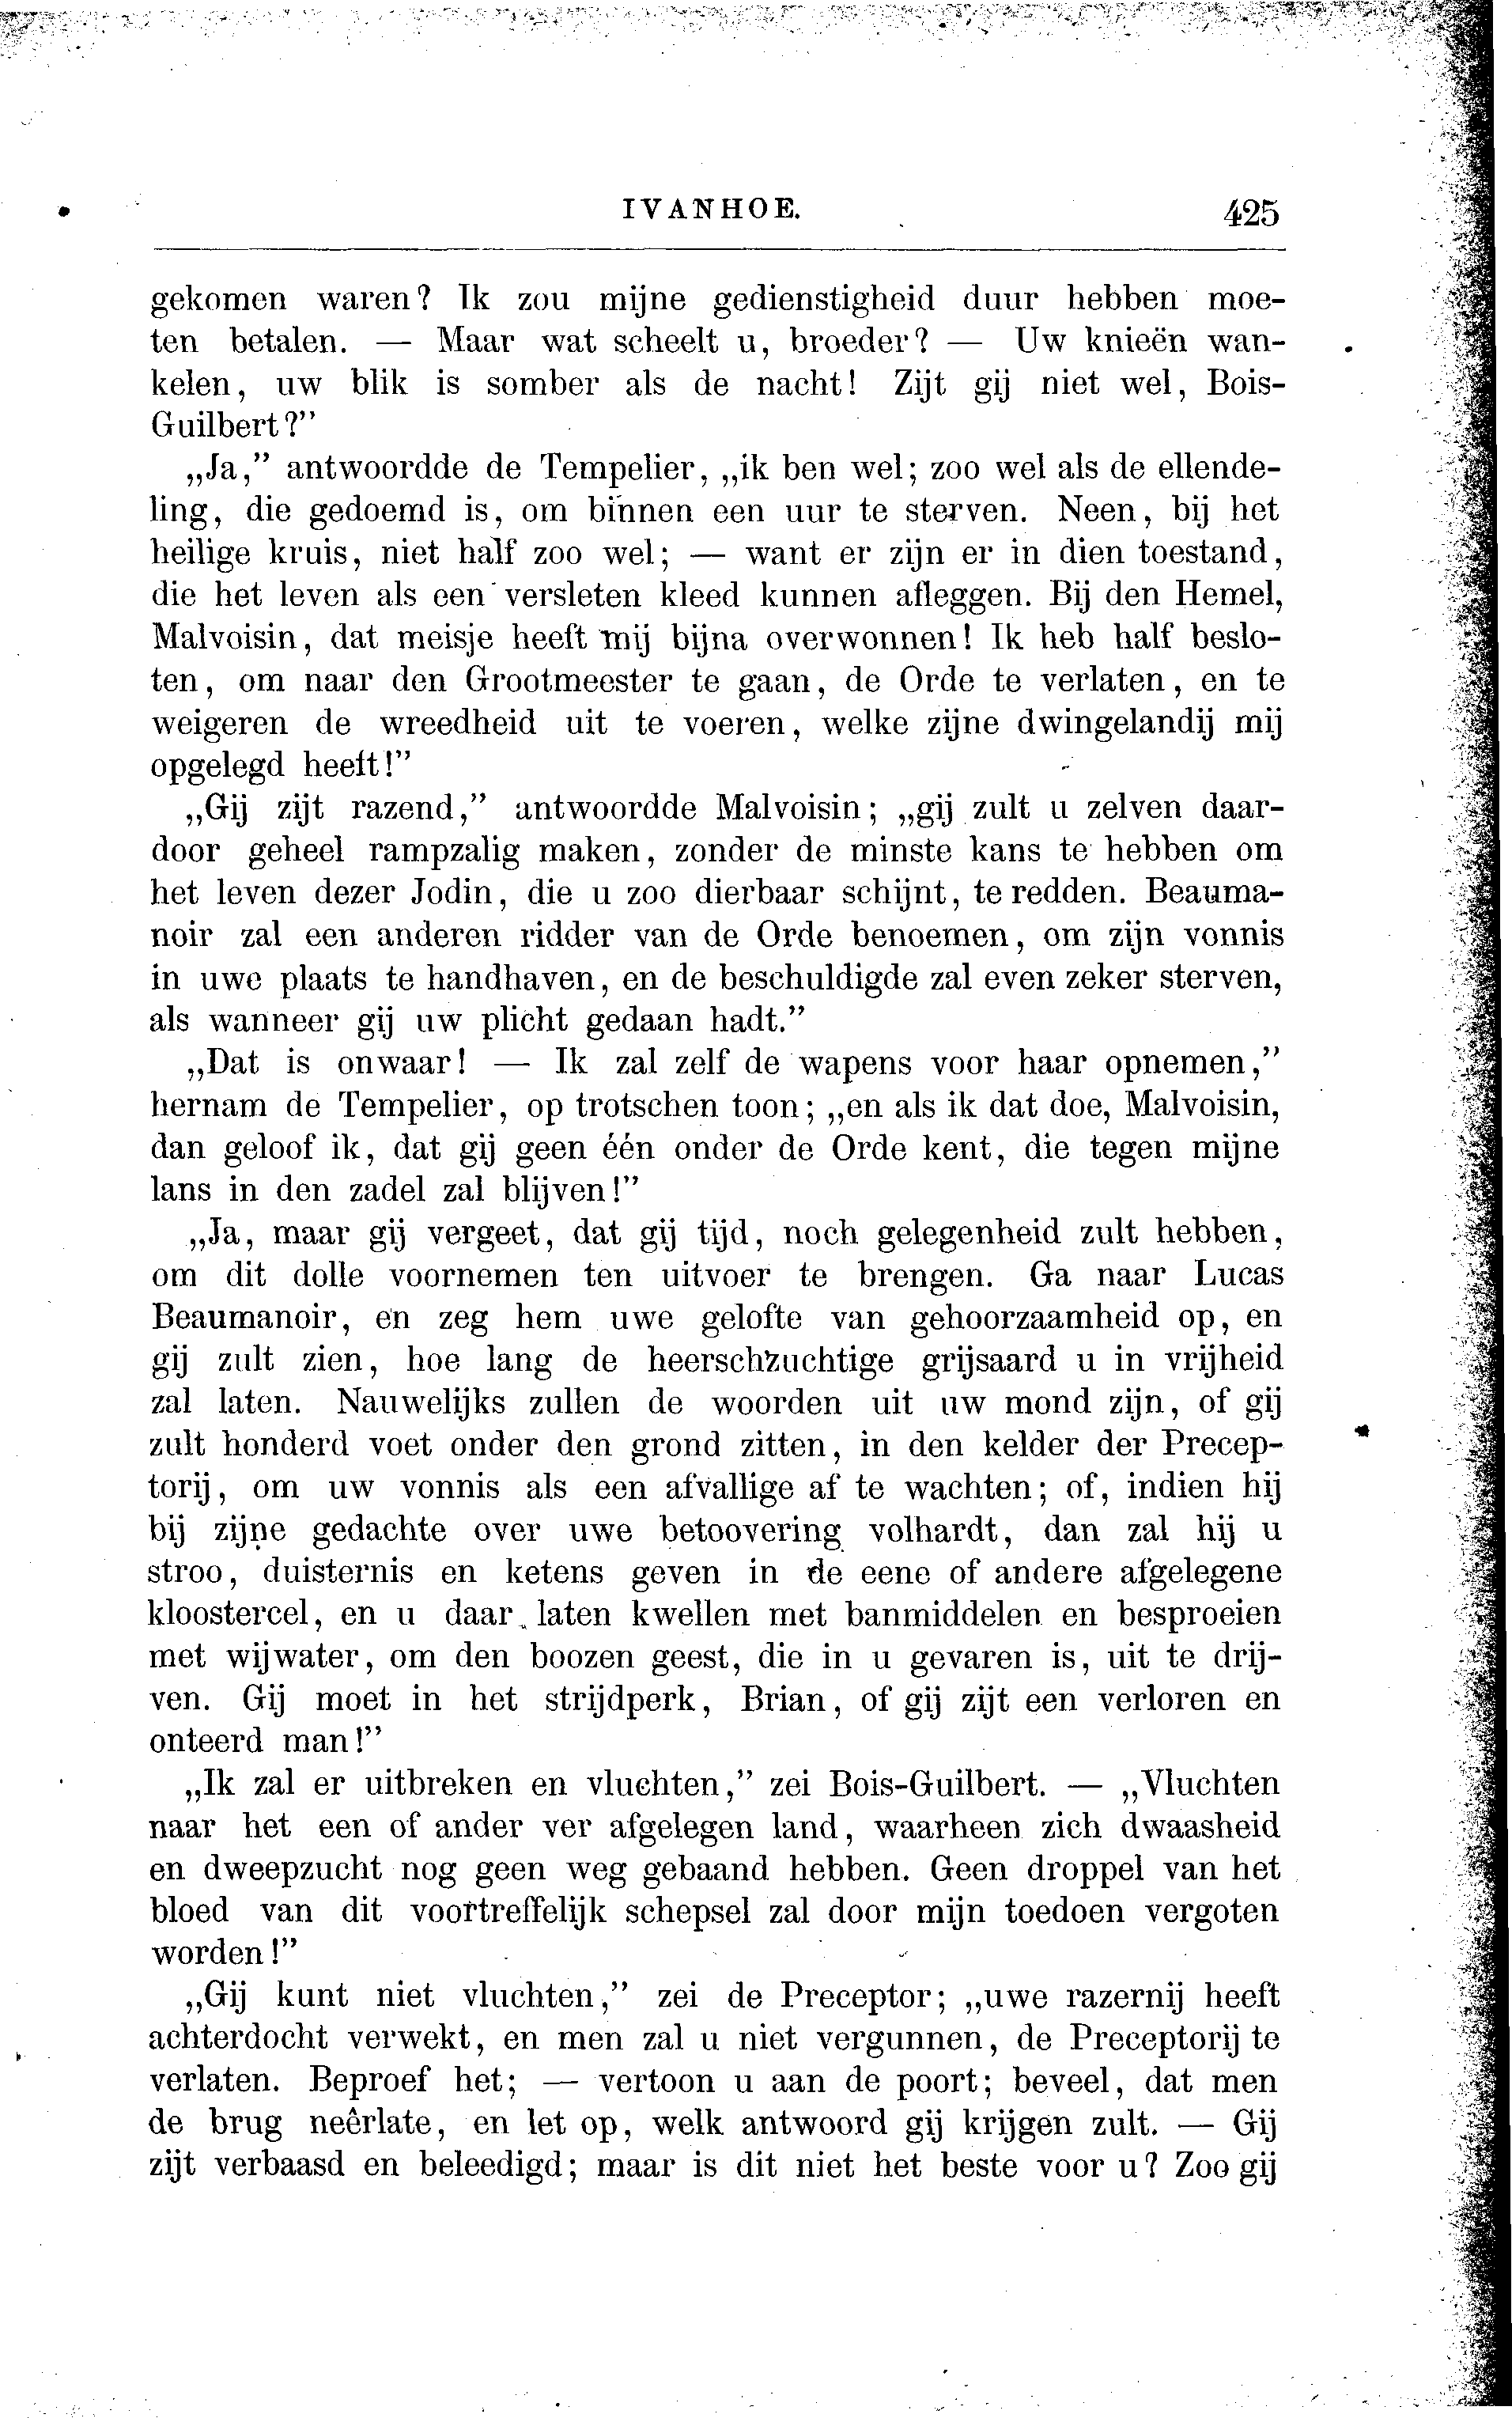 IVANHOE. 425
gekomen waren? Ik zou mijne gedienstigheid duur hebben moe-
ten betalen. — Maar wat scheelt u, broeder? — Uw knieën wan-
kelen, uw blik is somber als de nacht! Zijt gij niet wel, Bois-
Guilbert?”
„Ja,” antwoordde de Tempelier, „ik ben wel; zoo wel als de ellende-
ling, die gedoemd is, om binnen een uur te sterven. Neen, bij het
heilige kruis, niet half zoo wel; — want er zijn er in dien toestand,
die het leven als een versleten kleed kunnen afleggen. Bij den Hemel,
Malvoisin, dat meisje heeft mij bijna overwonnen! Ik heb half beslo-
ten, om naar den Grootmeester te gaan, de Orde te verlaten, en te
weigeren de wreedheid uit te voeren, welke zijne dwingelandij mij
opgelegd heeft!”
„Gij zijt razend,” antwoordde Malvoisin; „gij zult u zelven daar-
door geheel rampzalig maken, zonder de minste kans te hebben om
het leven dezer Jodin, die u zoo dierbaar schijnt, te redden. Beauma-
noir zal een anderen ridder van de Orde benoemen, om zijn vonnis
in uwe plaats te handhaven, en de beschuldigde zal even zeker sterven,
als wanneer gij uw plicht gedaan hadt.”
„Dat is onwaar! — Ik zal zelf de wapens voor haar opnemen,”
hernam de Tempelier, op trotschen toon; „en als ik dat doe, Malvoisin,
dan geloof ik, dat gij geen één onder de Orde kent, die tegen mijne
lans in den zadel zal blijven!”
„Ja, maar gij vergeet, dat gij tijd, noch gelegenheid zult hebben,
om dit dolle voornemen ten uitvoer te brengen. Ga naar Lucas
Beaumanoir, en zeg hem uwe gelofte van gehoorzaamheid op, en
gij zult zien, hoe lang de heerschzuchtige grijsaard u in vrijheid
zal laten. Nauwelijks zullen de woorden uit uw mond zijn, of gij
zult honderd voet onder den grond zitten, in den kelder der Precep-
torij, om uw vonnis als een afvallige af te wachten; of, indien hij
bij zijne gedachte over uwe betoovering volhardt, dan zal hij u
stroo, duisternis en ketens geven in de eene of andere afgelegene
kloostercel, en u daar laten kwellen met banmiddelen en besproeien
met wijwater, om den boozen geest, die in u gevaren is, uit te drij-
ven. Gij moet in het strijdperk, Brian, of gij zijt een verloren en
onteerd man!”
„Ik zal er uitbreken en vluchten,” zei Bois-Guilbert. — „Vluchten
naar het een of ander ver afgelegen land, waarheen zich dwaasheid
en dweepzucht nog geen weg gebaand hebben. Geen droppel van het
bloed van dit voortreffelijk schepsel zal door mijn toedoen vergoten
worden!”
„Gij kunt niet vluchten,” zei de Preceptor; „uwe razernij heeft
achterdocht verwekt, en men zal u niet vergunnen, de Preceptorij te
verlaten. Beproef het; — vertoon u aan de poort; beveel, dat men
de brug neêrlate, en let op, welk antwoord gij krijgen zult. — Gij
zijt verbaasd en beleedigd; maar is dit niet het beste voor u? Zoo gij